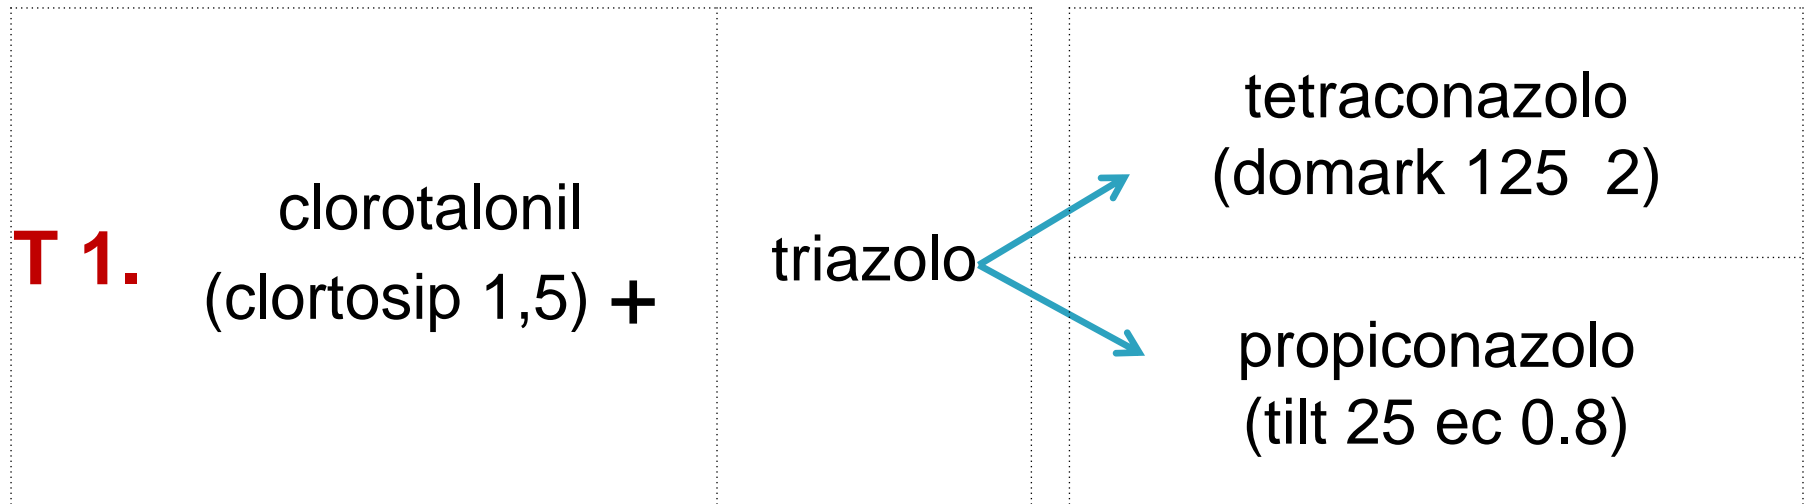 T 1.
clorotalonil
(clortosip 1,5) +
triazolo
tetraconazolo
(domark 125  2)
propiconazolo
(tilt 25 ec 0.8)